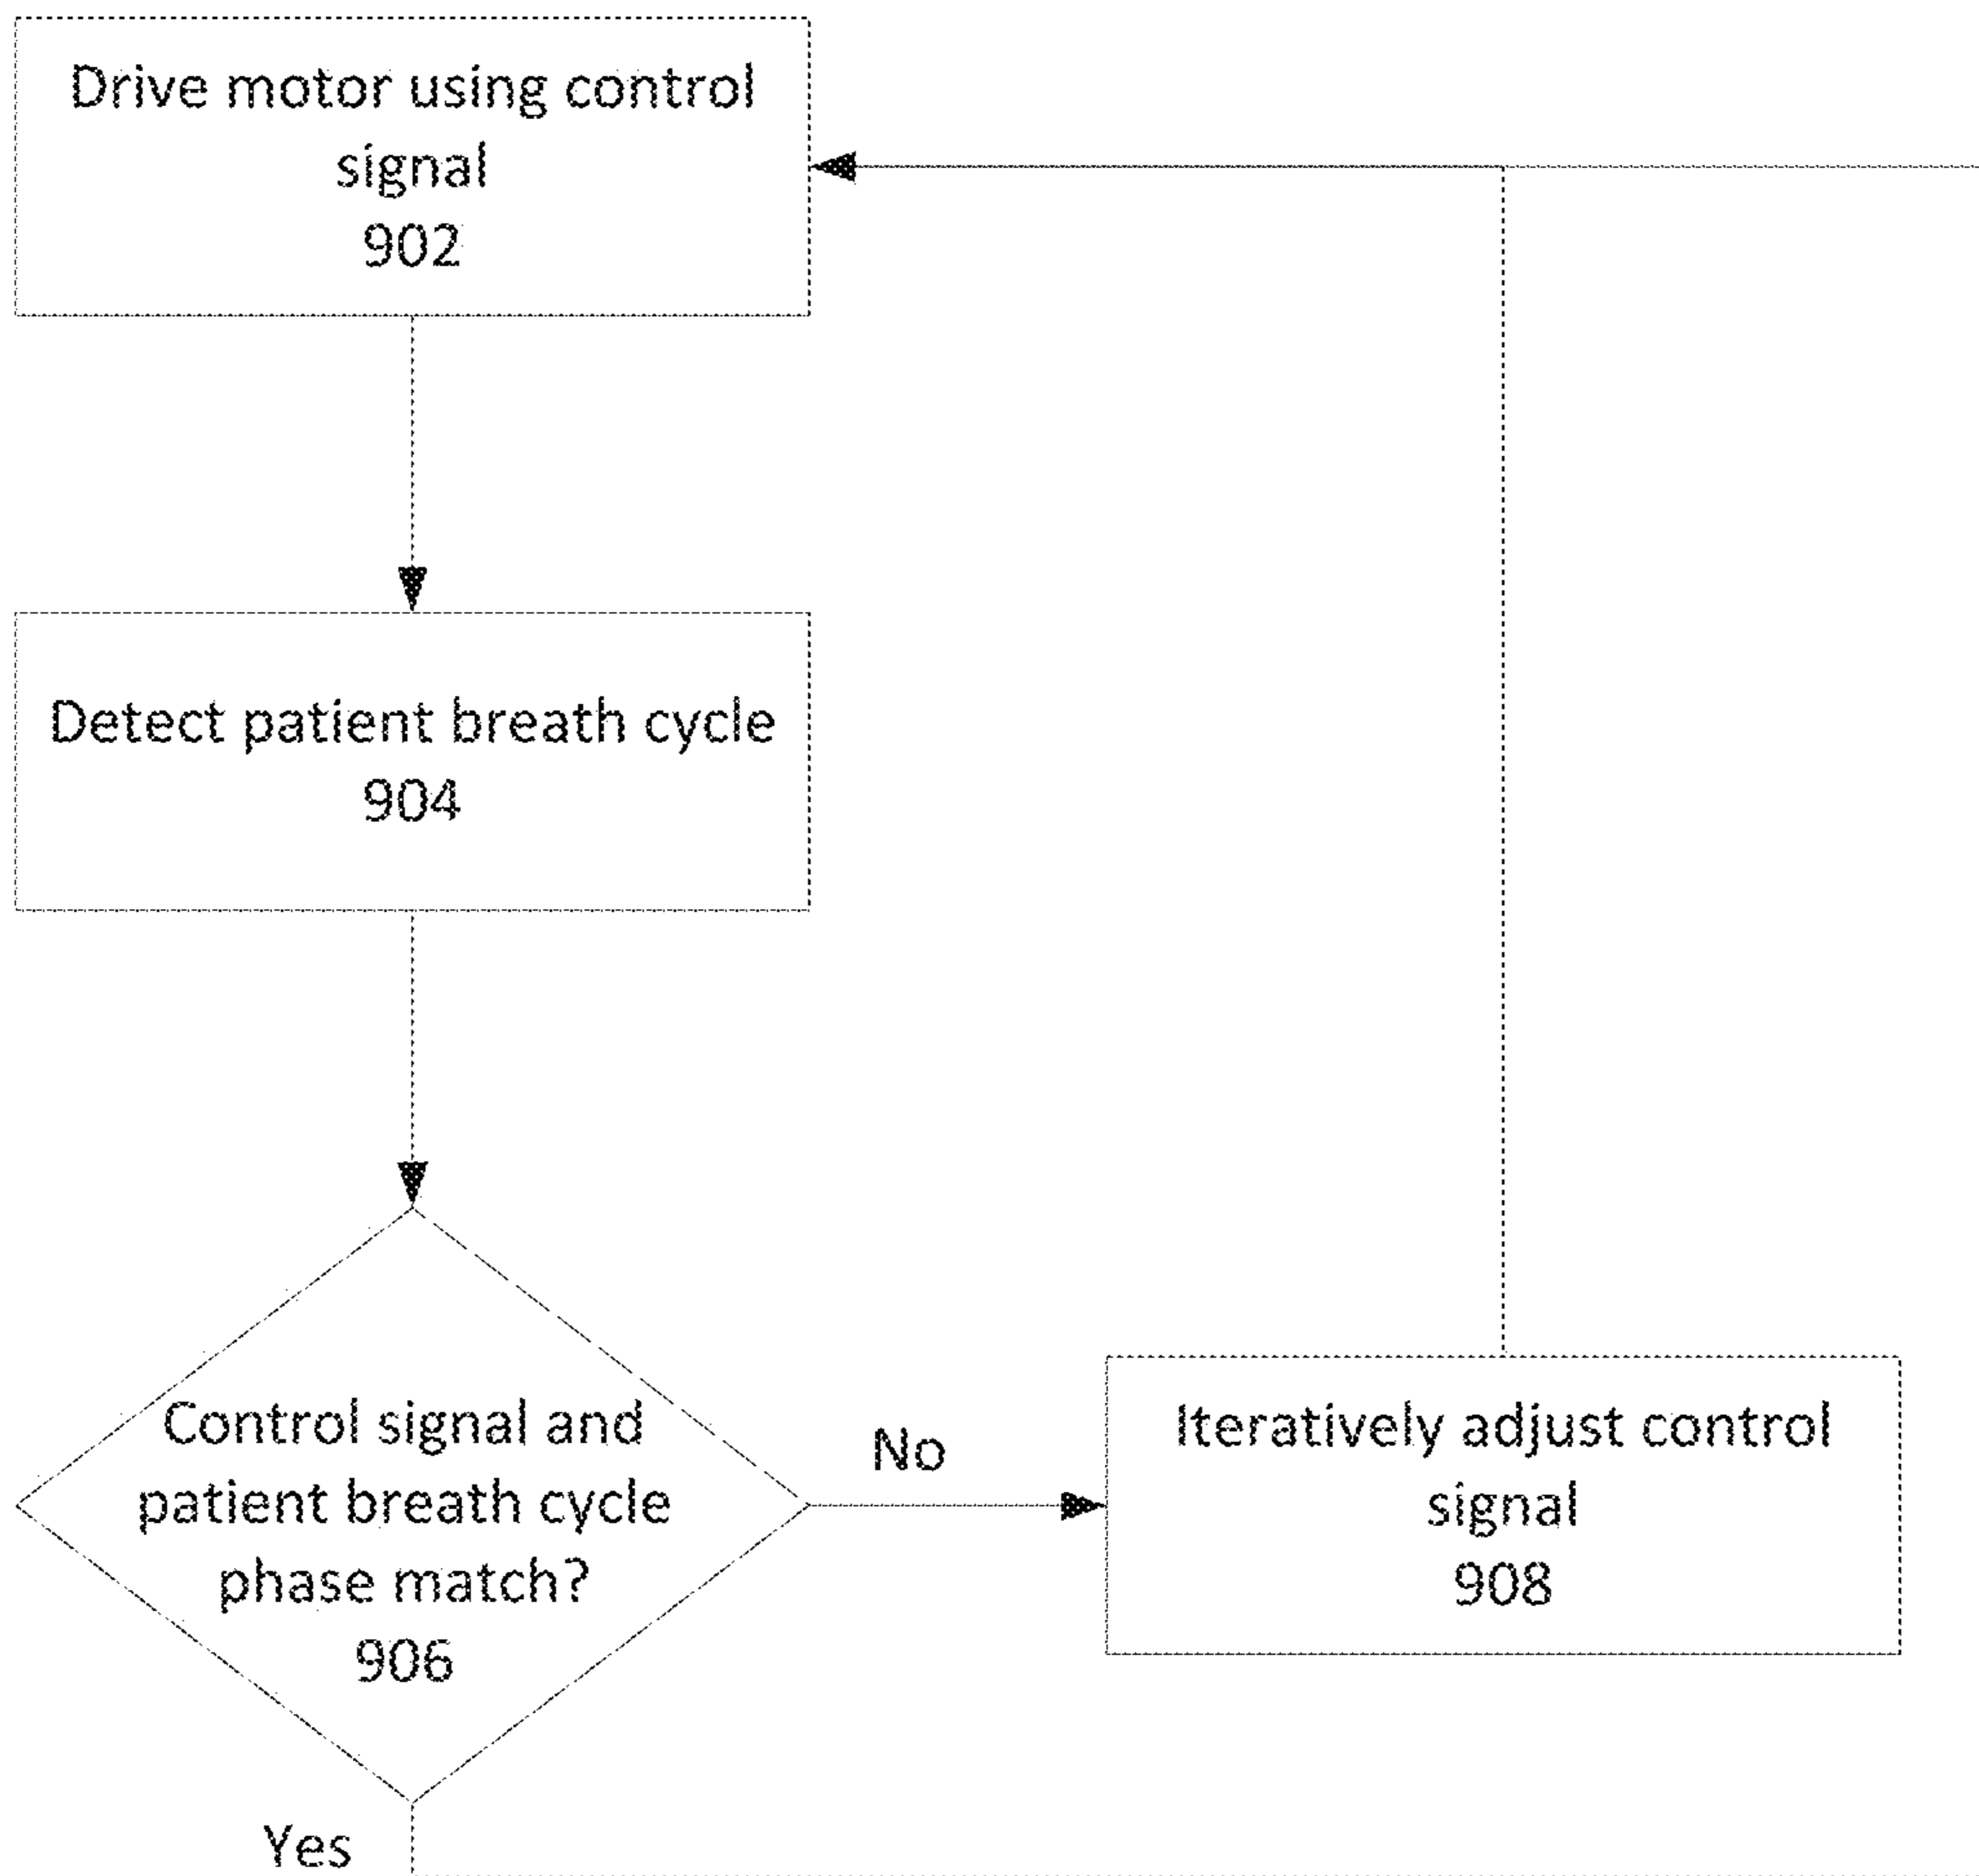 Drive motor using control
signal
902
Detect patient breath cycle
904
Control signal and
patient breath cycle
phase match?
906
No
Iteratively adjust control
signal
908
Yes